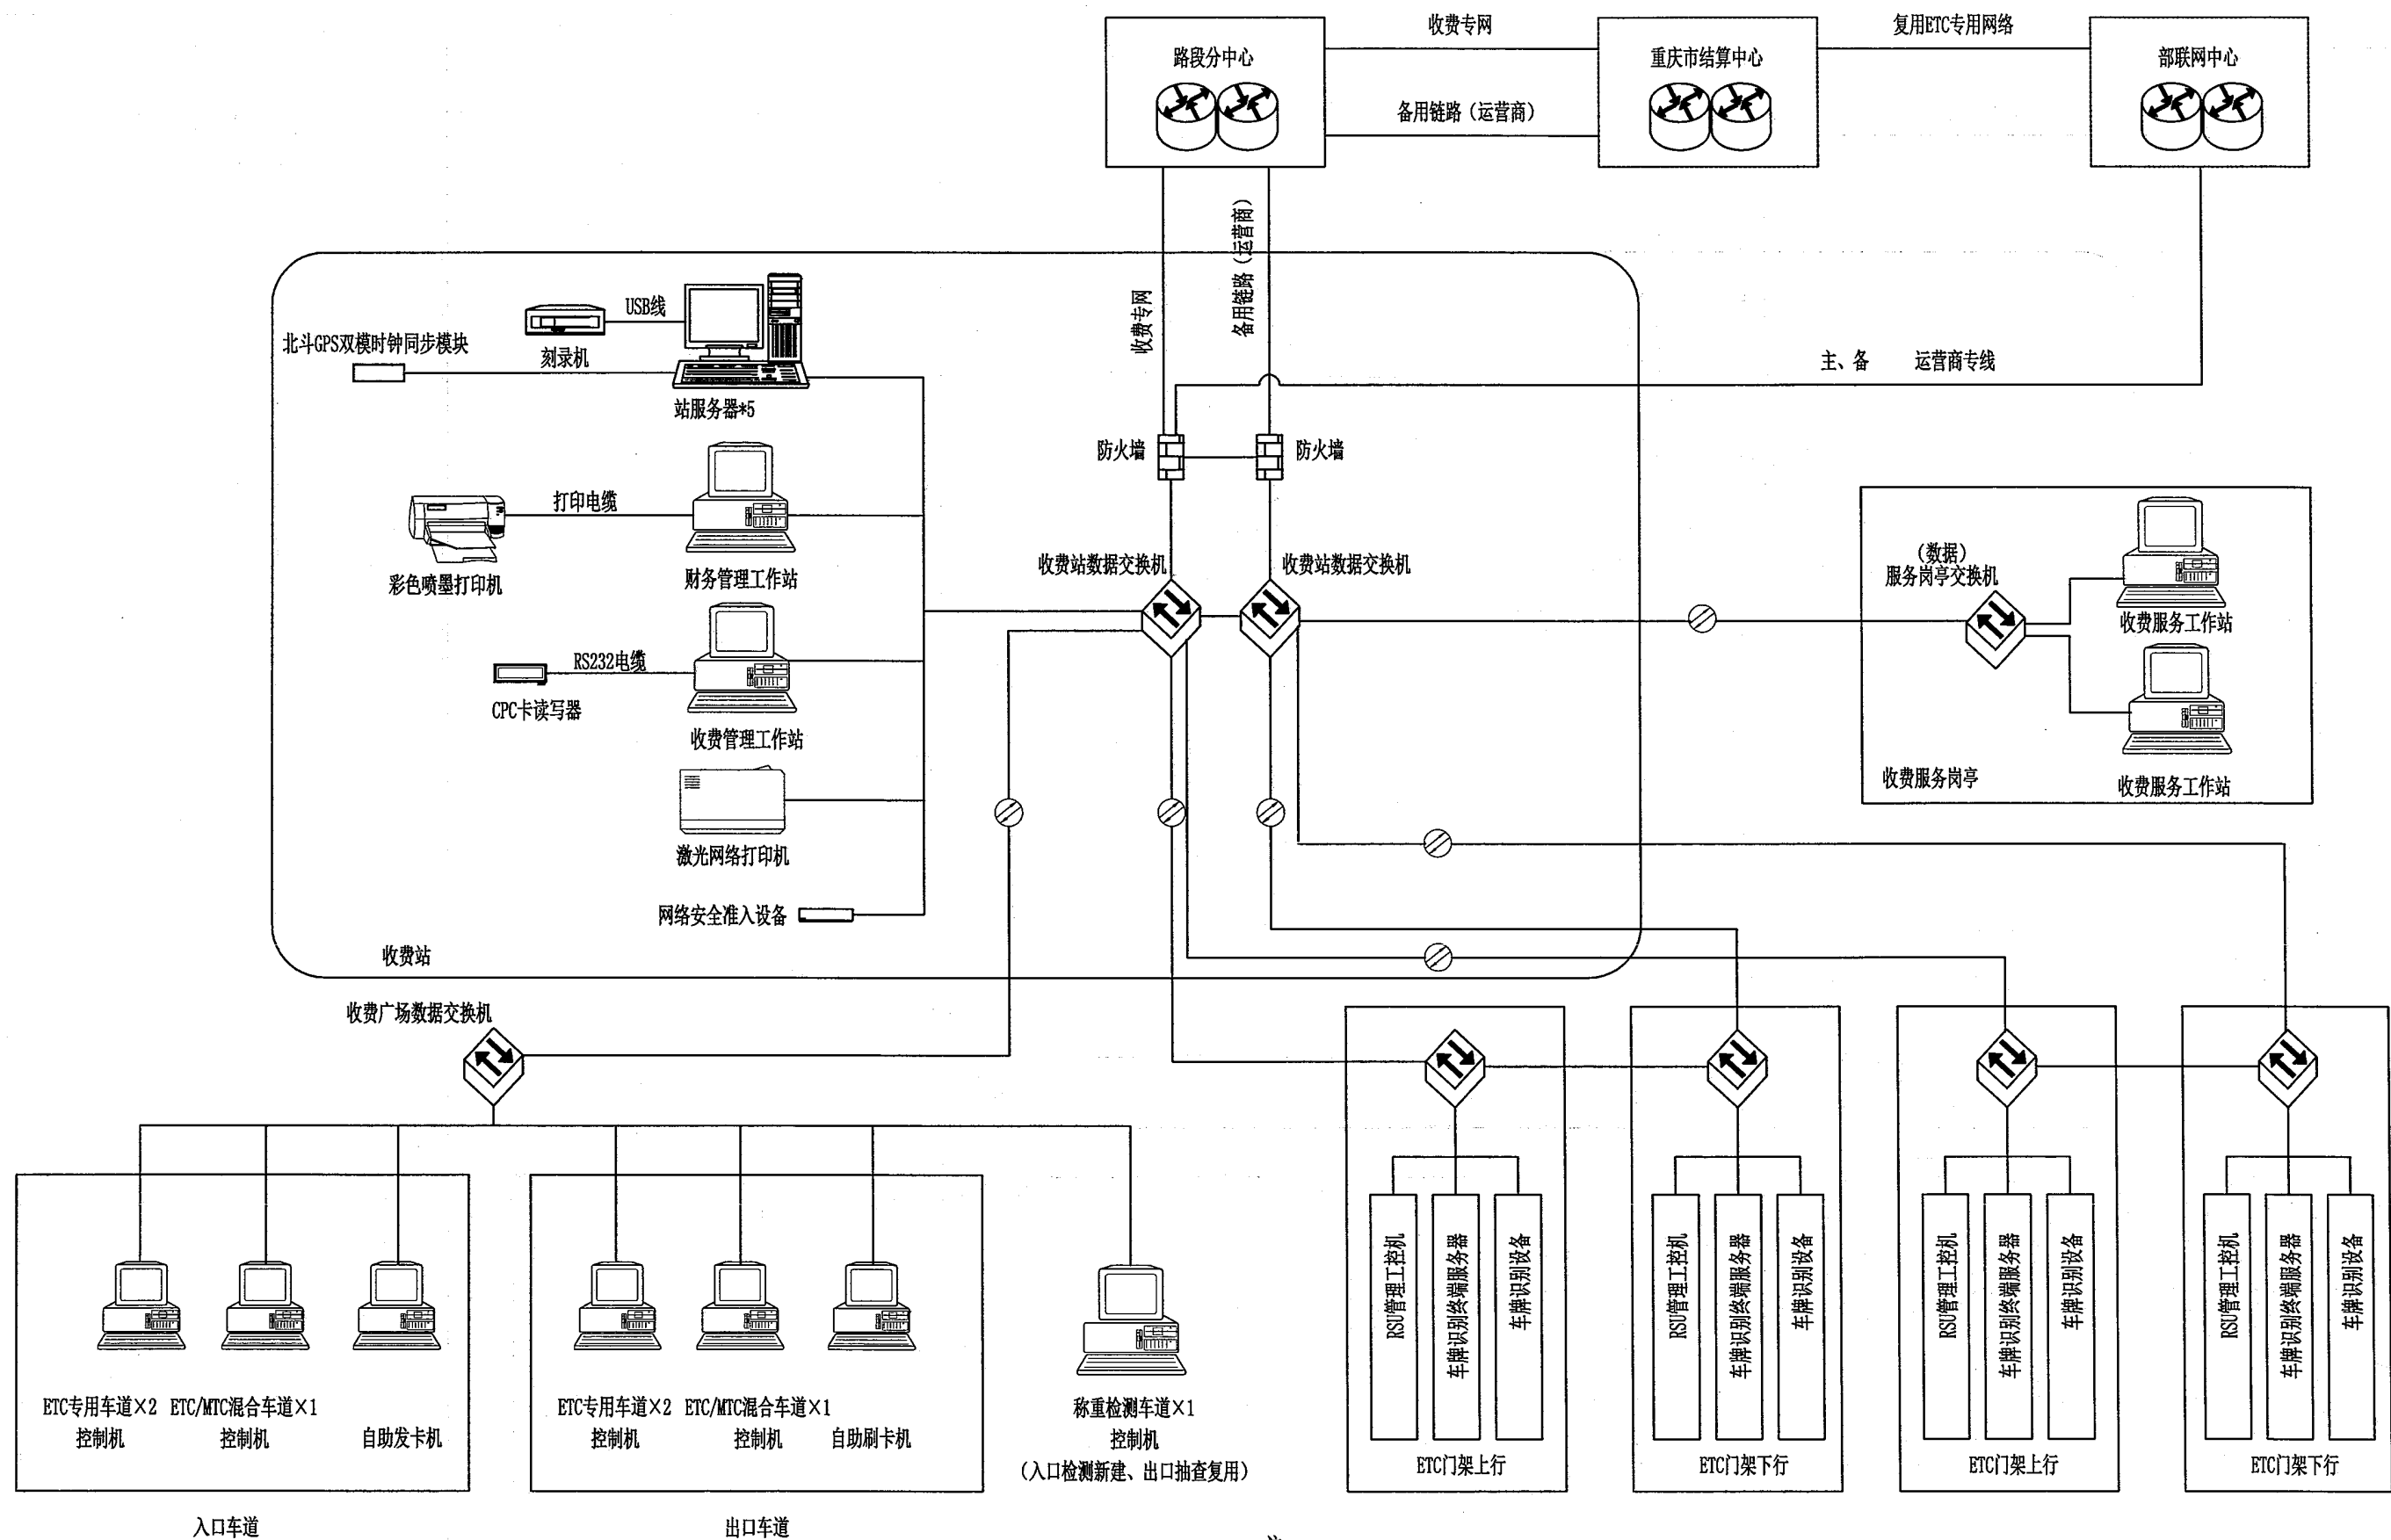 收费专网
复用ETC专用网络
路段分中心
重庆市结算中心
部联网中心
备用链路（运营商）
备用链路（运营商）
收费专网
USB线
北斗GPS双模时钟同步模块
刻录机
主、备 运营商专线
站服务器*5
防火墙
防火墙
打印电缆
收费站数据交换机
收费站数据交换机
（数据）
服务岗亭交换机
彩色喷墨打印机
财务管理工作站
收费服务工作站
RS232电缆
CPC卡读写器
收费管理工作站
收费服务岗亭
收费服务工作站
激光网络打印机
网络安全准入设备
收费站
收费广场数据交换机
RSU管理工控机
车牌识别终端服务器
车牌识别设备
RSU管理工控机
车牌识别终端服务器
车牌识别设备
RSU管理工控机
车牌识别终端服务器
车牌识别设备
RSU管理工控机
车牌识别终端服务器
车牌识别设备
ETC专用车道×2
控制机
ETC/MTC混合车道×1
控制机
自助发卡机
ETC专用车道×2
控制机
ETC/MTC混合车道×1
控制机
自助刷卡机
称重检测车道×1
控制机
（入口检测新建、出口抽查复用）
ETC门架上行
ETC门架下行
ETC门架上行
ETC门架下行
入口车道
出口车道